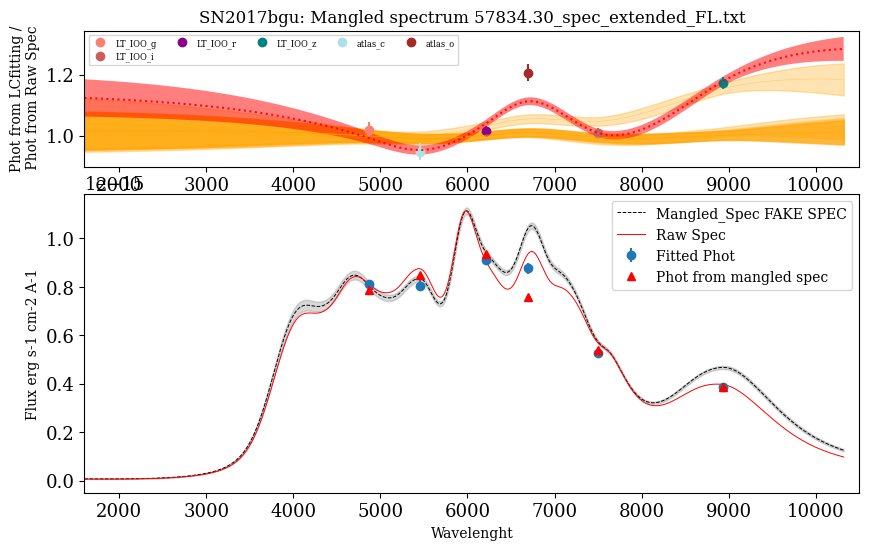 SN2017bgu: Mangled spectrum 57834.30_spec_extended_FL.txt
Phot from LCfitting /
Phot from Raw Spec
LT_IOO_g
LT_IOO_i
LT_IOO_r
LT_IOO_z
atlas_c
atlas_o
1.2
1.0
2000 3000 4000 5000 6000 7000 8000 9000 10000
Flux erg s-1 cm-2 A-1
Mangled_Spec FAKE SPEC
Raw Spec
Fitted Phot
Phot from mangled spec
1.0
0.8
0.6
0.4
0.2
0.0
2000 3000 4000 5000 6000 7000 8000 9000 10000
Wavelenght